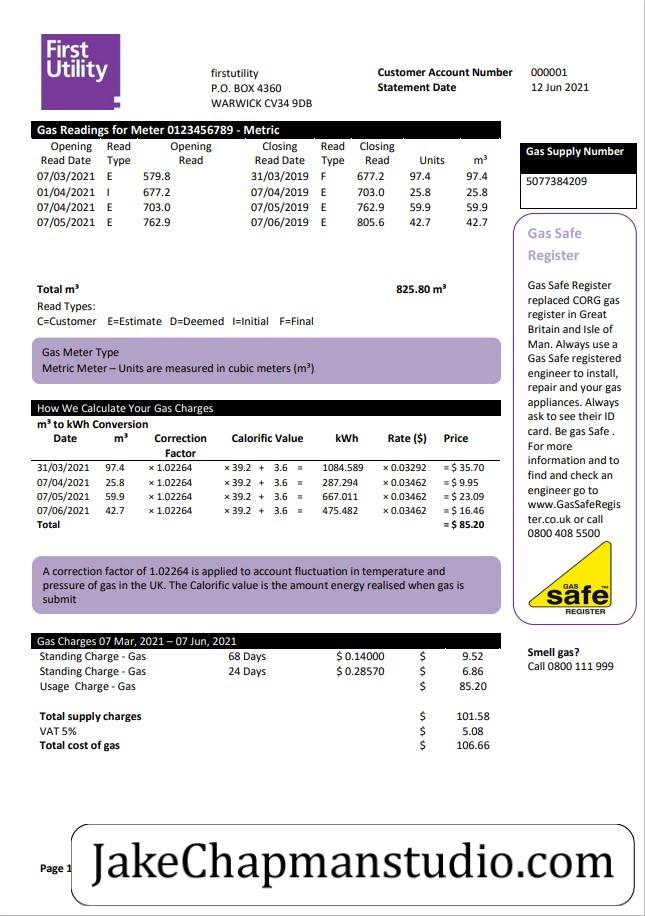 First
Utility
firstutility
P.O. BOX 4360
WARWICK CV34 9DB
Customer Account Number 000001
Statement Date 12 Jun 2021
Gas Readings for Meter 0123456789 - Metric
Opening Read Opening Closing Read Closing
Read Date Type Read Read Date Type Read Units m³
07/03/2021 E 579.8 31/03/2019 F 677.2 97.4 97.4
01/04/2021 I 677.2 07/04/2019 E 703.0 25.8 25.8
07/04/2021 E 703.0 07/05/2019 E 762.9 59.9 59.9
07/05/2021 E 762.9 07/06/2019 E 805.6 42.7 42.7
Total m³ 825.80 m³
Read Types:
C=Customer E=Estimate D=Deemed I=Initial F=Final
Gas Meter Type
Metric Meter – Units are measured in cubic meters (m³)
How We Calculate Your Gas Charges
m³ to kWh Conversion
Date m³ Correction Calorific Value kWh Rate ($) Price
Factor
31/03/2021 97.4 × 1.02264 × 39.2 + 3.6 = 1084.589 × 0.03292 = $ 35.70
07/04/2021 25.8 × 1.02264 × 39.2 + 3.6 = 287.294 × 0.03462 = $ 9.95
07/05/2021 59.9 × 1.02264 × 39.2 + 3.6 = 667.011 × 0.03462 = $ 23.09
07/06/2021 42.7 × 1.02264 × 39.2 + 3.6 = 475.482 × 0.03462 = $ 16.46
Total = $ 85.20
A correction factor of 1.02264 is applied to account fluctuation in temperature and
pressure of gas in the UK. The Calorific value is the amount energy realised when gas is
submit
Gas Charges 07 Mar, 2021 – 07 Jun, 2021
Standing Charge - Gas 68 Days $ 0.14000 $ 9.52
Standing Charge - Gas 24 Days $ 0.28570 $ 6.86
Usage Charge - Gas $ 85.20
Total supply charges $ 101.58
VAT 5% $ 5.08
Total cost of gas $ 106.66
Gas Supply Number
5077384209
Gas Safe
Register
Gas Safe Register
replaced CORG gas
register in Great
Britain and Isle of
Man. Always use a
Gas Safe registered
engineer to install,
repair and your gas
appliances. Always
ask to see their ID
card. Be gas Safe .
For more
information and to
find and check an
engineer go to
www.GasSafeRegis
ter.co.uk or call
0800 408 5500
GAS
safe™
REGISTER
Smell gas?
Call 0800 111 999
Page 1
JakeChapmanstudio.com